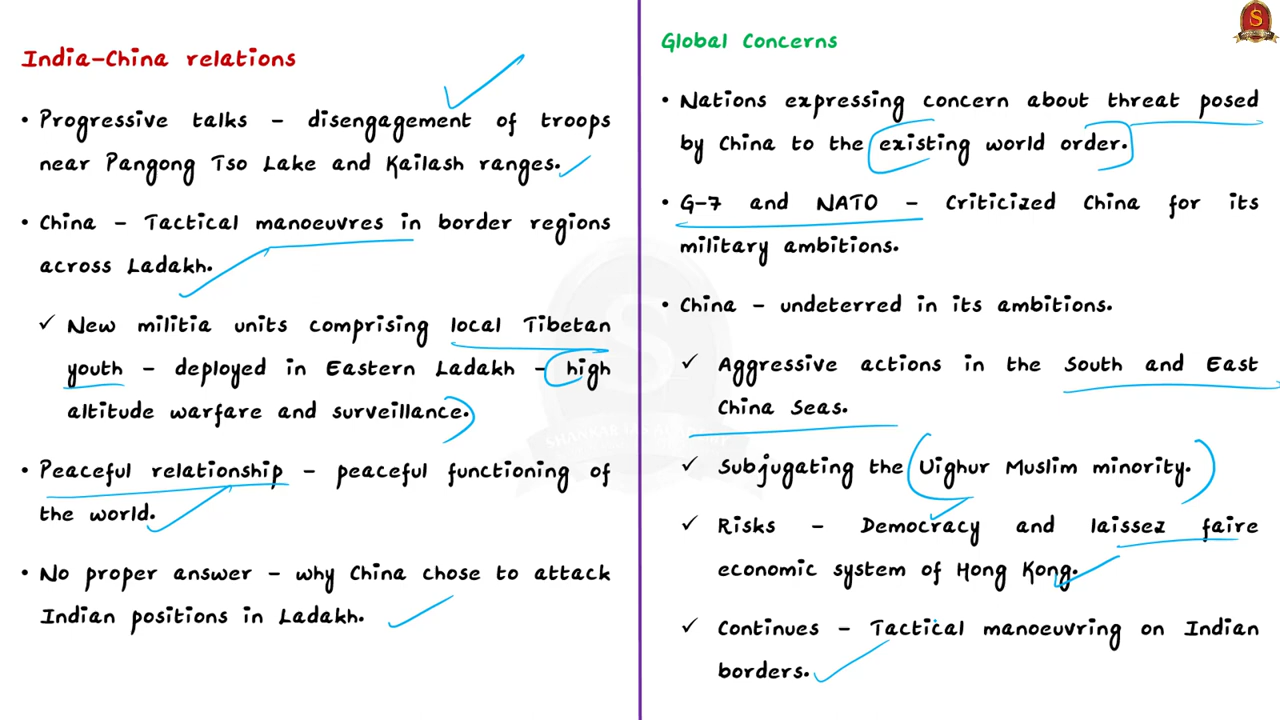 India-China relations
• Progressive talks - disengagement of troops
near Pangong Tso Lake and Kailash ranges.
• China - Tactical manoeuvres in border regions
across Ladakh.
✓ New militia units comprising local Tibetan
youth - deployed in Eastern Ladakh - high
altitude warfare and surveillance.
• Peaceful relationship - peaceful functioning of
the world.
• No proper answer - why China chose to attack
Indian positions in Ladakh.
Global Concerns
• Nations expressing concern about threat posed
by China to the existing world order.
• G-7 and NATO - Criticized China for its
military ambitions.
• China - undeterred in its ambitions.
✓ Aggressive actions in the South and East
China Seas.
✓ Subjugating the Uighur Muslim minority.
✓ Risks - Democracy and laissez faire
economic system of Hong Kong.
✓ Continues - Tactical manoeuvring on Indian
borders.
S
SHANKAR IAS ACADEMY